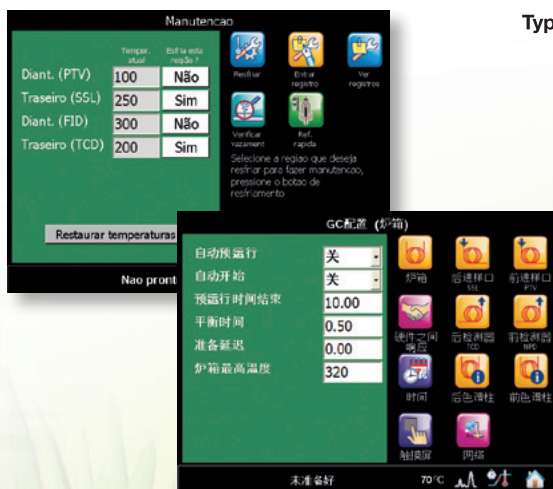 Typ
Manutencao
Temper. atual
Esfria esta região ?
Diant. (PTV) 100 Não
Traseiro (SSL) 250 Sim
Diant. (FID) 300 Não
Traseiro (TCD) 200 Sim
Resfriar
Entrar registro
Ver registros
Verificar vazament
Ref. rapida
Selecione a regiao que deseja
resfriar para fazer manutencao,
pressione o botao de
resfriamento
Restaurar temperaturas
Nao pront
GC配置 (炉箱)
自动预运行 关
自动开始 关
预运行时间结束 10.00
平衡时间 0.50
准备延迟 0.00
炉箱最高温度 320
炉箱
后进样口 SSL
前进样口 PTV
硬件之间响应
后检测器 TCD
前检测器 NPD
时间
后色谱柱
前色谱柱
触摸屏
网络
未准备好
70°C